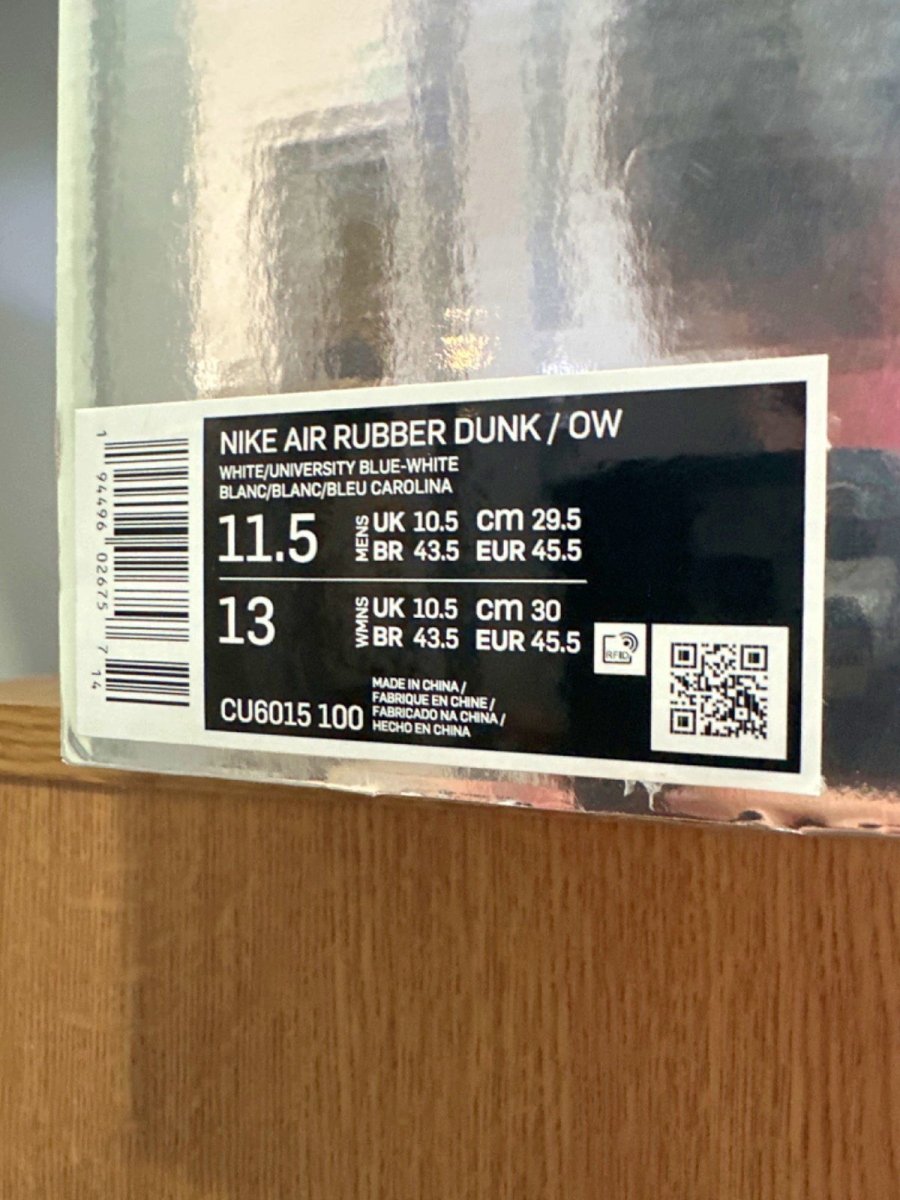 NIKE AIR RUBBER DUNK / OW
WHITE/UNIVERSITY BLUE-WHITE
BLANC/BLANC/BLEU CAROLINA
11.5 MENS UK 10.5 cm 29.5
BR 43.5 EUR 45.5
13 WMNS UK 10.5 cm 30
BR 43.5 EUR 45.5
RFID
CU6015 100
MADE IN CHINA /
FABRIQUE EN CHINE /
FABRICADO NA CHINA /
HECHO EN CHINA
1 94496 02675 7 14